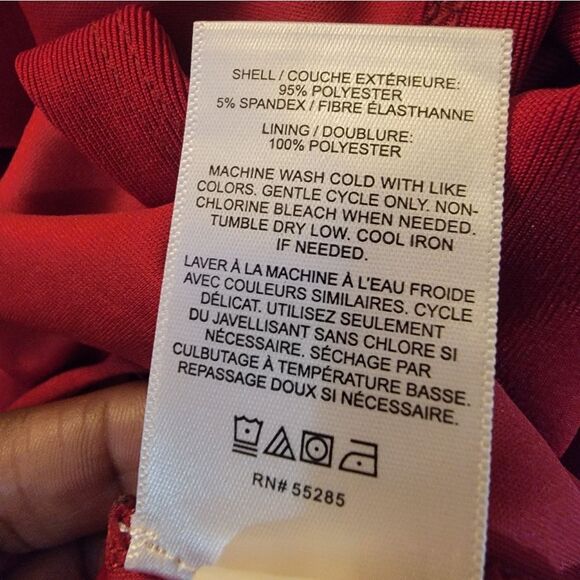 SHELL / COUCHE EXTÉRIEURE:
95% POLYESTER
5% SPANDEX / FIBRE ÉLASTHANNE
LINING / DOUBLURE:
100% POLYESTER
MACHINE WASH COLD WITH LIKE
COLORS. GENTLE CYCLE ONLY. NON-
CHLORINE BLEACH WHEN NEEDED.
TUMBLE DRY LOW. COOL IRON
IF NEEDED.
LAVER À LA MACHINE À L'EAU FROIDE
AVEC COULEURS SIMILAIRES. CYCLE
DÉLICAT. UTILISEZ SEULEMENT
DU JAVELLISANT SANS CHLORE SI
NÉCESSAIRE. SÉCHAGE PAR
CULBUTAGE À TEMPÉRATURE BASSE.
REPASSAGE DOUX SI NÉCESSAIRE.
RN# 55285